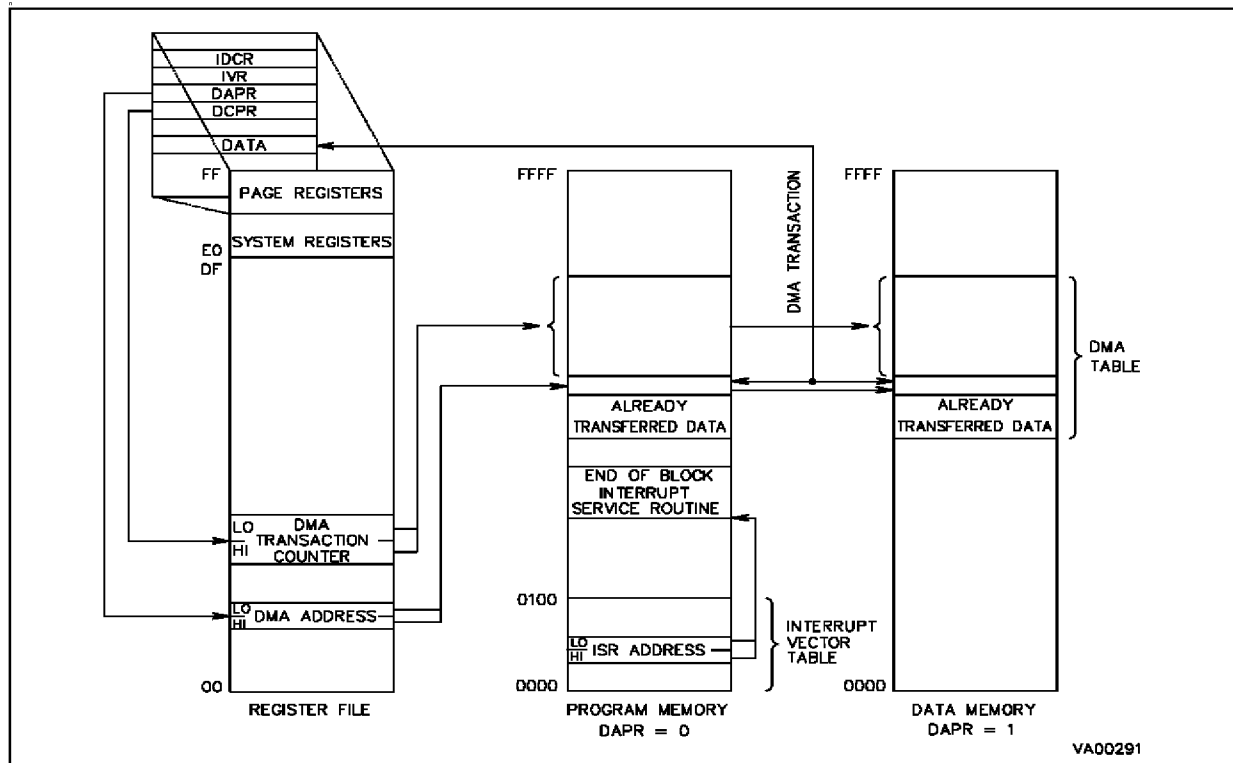 IDCR
IVR
DAPR
DCPR
DATA
FF
PAGE REGISTERS
SYSTEM REGISTERS
E0
DF
LO
HI
DMA
TRANSACTION
COUNTER
LO
HI
DMA ADDRESS
00
REGISTER FILE
FFFF
ALREADY
TRANSFERRED DATA
END OF BLOCK
INTERRUPT
SERVICE ROUTINE
0100
LO
HI
ISR ADDRESS
0000
PROGRAM MEMORY
DAPR = 0
INTERRUPT
VECTOR
TABLE
DMA TRANSACTION
FFFF
ALREADY
TRANSFERRED DATA
DMA
TABLE
0000
DATA MEMORY
DAPR = 1
VA00291